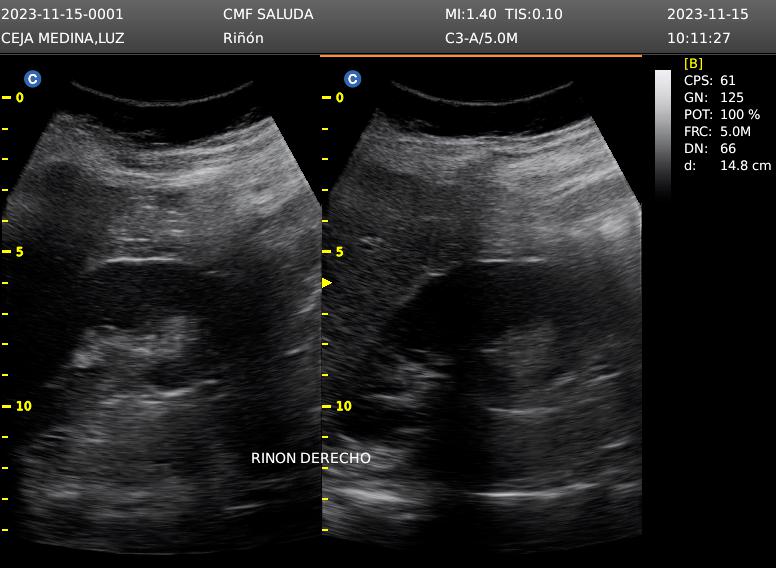 2023-11-15-0001 CMF SALUDA MI:1.40 TIS:0.10 2023-11-15
CEJA MEDINA,LUZ Riñón C3-A/5.0M 10:11:27
[B]
CPS: 61
GN: 125
POT: 100 %
FRC: 5.0M
DN: 66
d: 14.8 cm
C C
0 0
5 5
10 10
RINON DERECHO